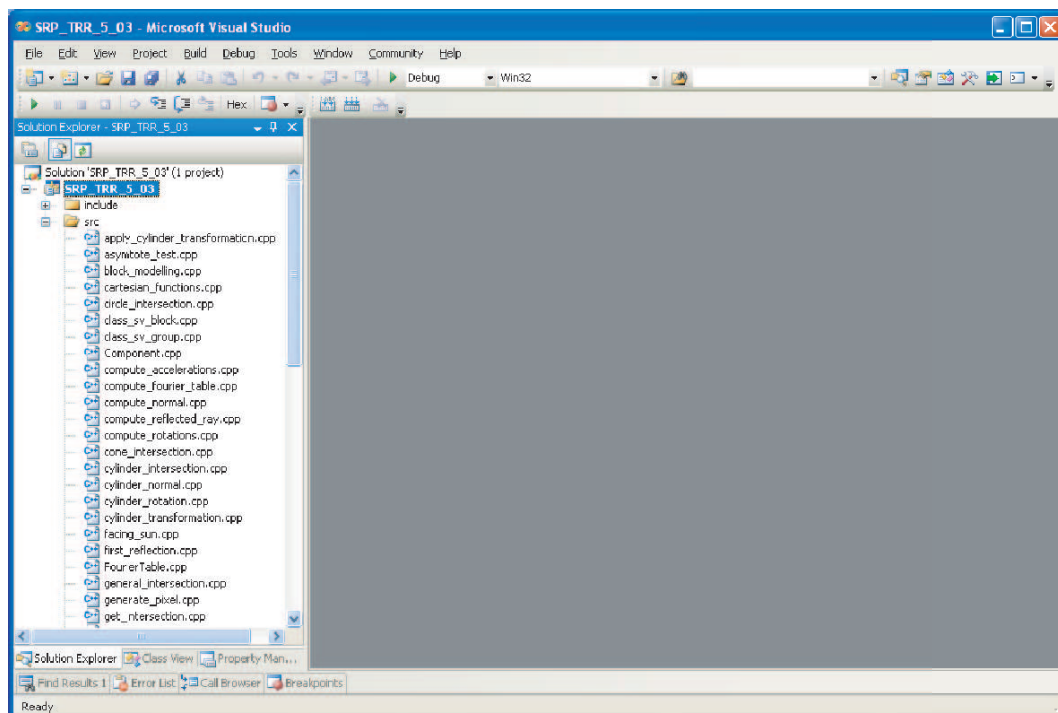 SRP_TRR_5_03 - Microsoft Visual Studio
File Edit View Project Build Debug Tools Window Community Help
Debug Win32
Hex
Solution Explorer - SRP_TRR_5_03
Solution 'SRP_TRR_5_03' (1 project)
SRP_TRR_5_03
include
src
apply_cylinder_transformation.cpp
asymtote_test.cpp
block_modelling.cpp
cartesian_functions.cpp
circle_intersection.cpp
class_sv_block.cpp
class_sv_group.cpp
Component.cpp
compute_accelerations.cpp
compute_fourier_table.cpp
compute_normal.cpp
compute_reflected_ray.cpp
compute_rotations.cpp
cone_intersection.cpp
cylinder_intersection.cpp
cylinder_normal.cpp
cylinder_rotation.cpp
cylinder_transformation.cpp
facing_sun.cpp
first_reflection.cpp
FourierTable.cpp
general_intersection.cpp
generate_pixel.cpp
get_intersection.cpp
Solution Explorer Class View Property Man...
Find Results 1 Error List Call Browser Breakpoints
Ready